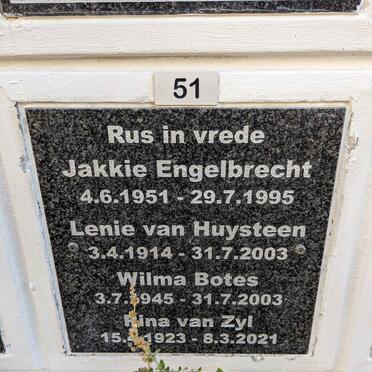 51
Rus in vrede
Jakkie Engelbrecht
4.6.1951 - 29.7.1995
Lenie van Huysteen
3.4.1914 - 31.7.2003
Wilma Botes
31.7.2003
van Zyl
8.3.2021